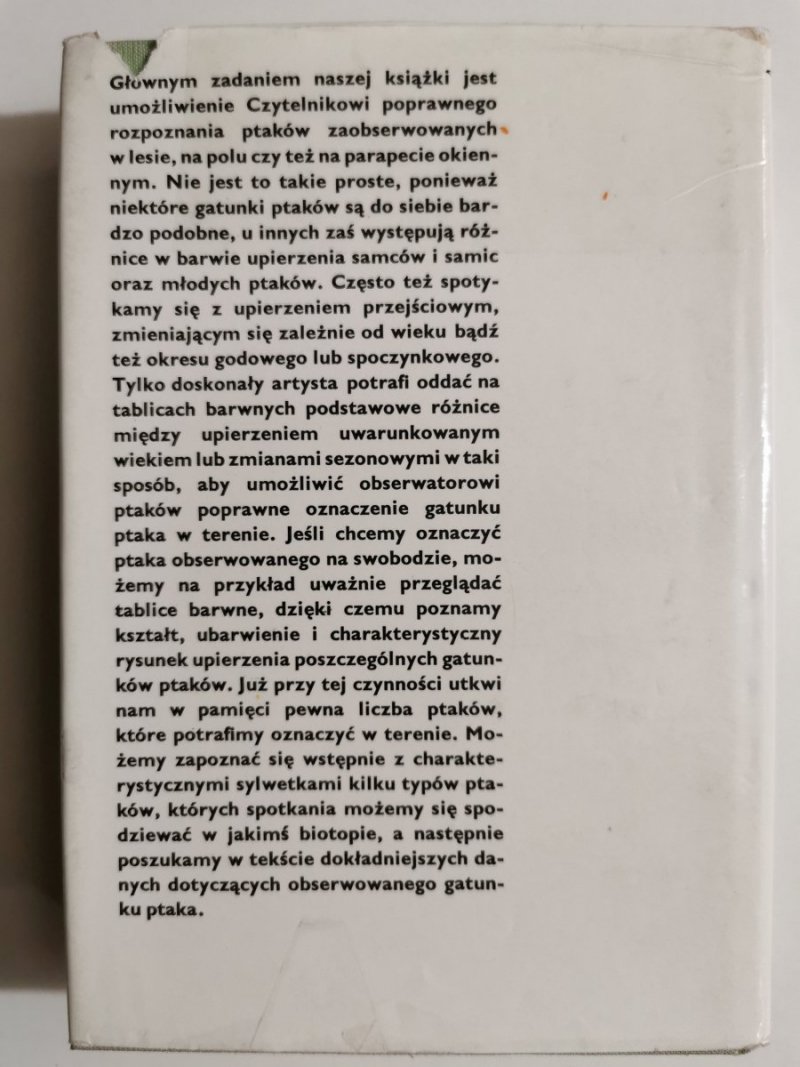 Głównym zadaniem naszej książki jest
umożliwienie Czytelnikowi poprawnego
rozpoznania ptaków zaobserwowanych
w lesie, na polu czy też na parapecie okien-
nym. Nie jest to takie proste, ponieważ
niektóre gatunki ptaków są do siebie bar-
dzo podobne, u innych zaś występują róż-
nice w barwie upierzenia samców i samic
oraz młodych ptaków. Często też spoty-
kamy się z upierzeniem przejściowym,
zmieniającym się zależnie od wieku bądź
też okresu godowego lub spoczynkowego.
Tylko doskonały artysta potrafi oddać na
tablicach barwnych podstawowe różnice
między upierzeniem uwarunkowanym
wiekiem lub zmianami sezonowymi w taki
sposób, aby umożliwić obserwatorowi
ptaków poprawne oznaczenie gatunku
ptaka w terenie. Jeśli chcemy oznaczyć
ptaka obserwowanego na swobodzie, mo-
żemy na przykład uważnie przeglądać
tablice barwne, dzięki czemu poznamy
kształt, ubarwienie i charakterystyczny
rysunek upierzenia poszczególnych gatun-
ków ptaków. Już przy tej czynności utkwi
nam w pamięci pewna liczba ptaków,
które potrafimy oznaczyć w terenie. Mo-
żemy zapoznać się wstępnie z charakte-
rystycznymi sylwetkami kilku typów pta-
ków, których spotkania możemy się spo-
dziewać w jakimś biotopie, a następnie
poszukamy w tekście dokładniejszych da-
nych dotyczących obserwowanego gatun-
ku ptaka.